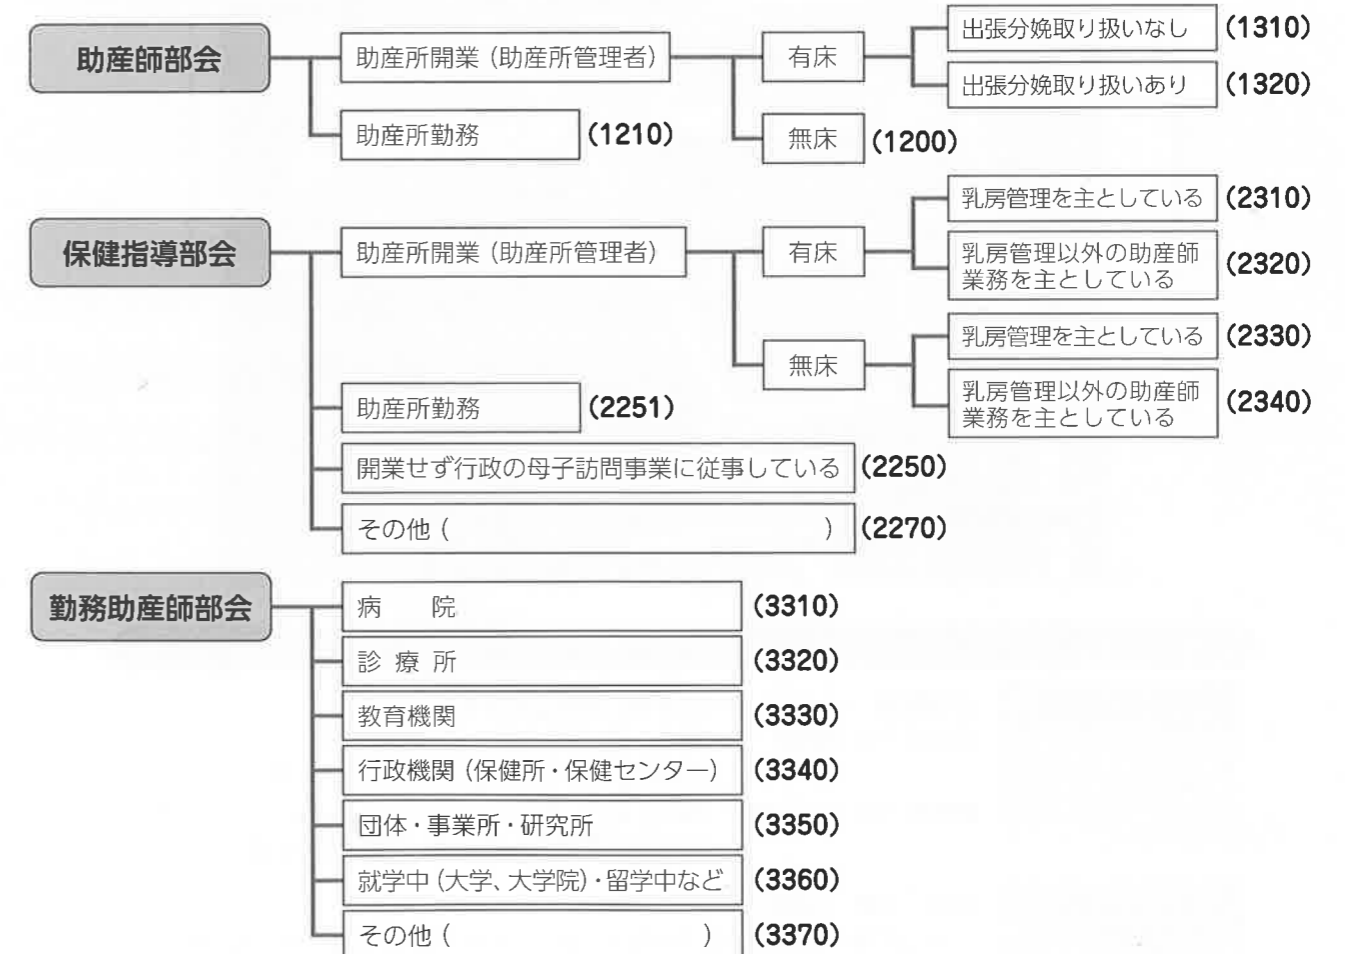 助産師部会
助産所開業（助産所管理者）
有床
出張分娩取り扱いなし （1310）
出張分娩取り扱いあり （1320）
無床 （1200）
助産所勤務 （1210）
保健指導部会
助産所開業（助産所管理者）
有床
乳房管理を主としている （2310）
乳房管理以外の助産師
業務を主としている （2320）
無床
乳房管理を主としている （2330）
乳房管理以外の助産師
業務を主としている （2340）
助産所勤務 （2251）
開業せず行政の母子訪問事業に従事している （2250）
その他（ ） （2270）
勤務助産師部会
病　　院 （3310）
診 療 所 （3320）
教育機関 （3330）
行政機関（保健所・保健センター） （3340）
団体・事業所・研究所 （3350）
就学中（大学、大学院）・留学中など （3360）
その他（ ） （3370）